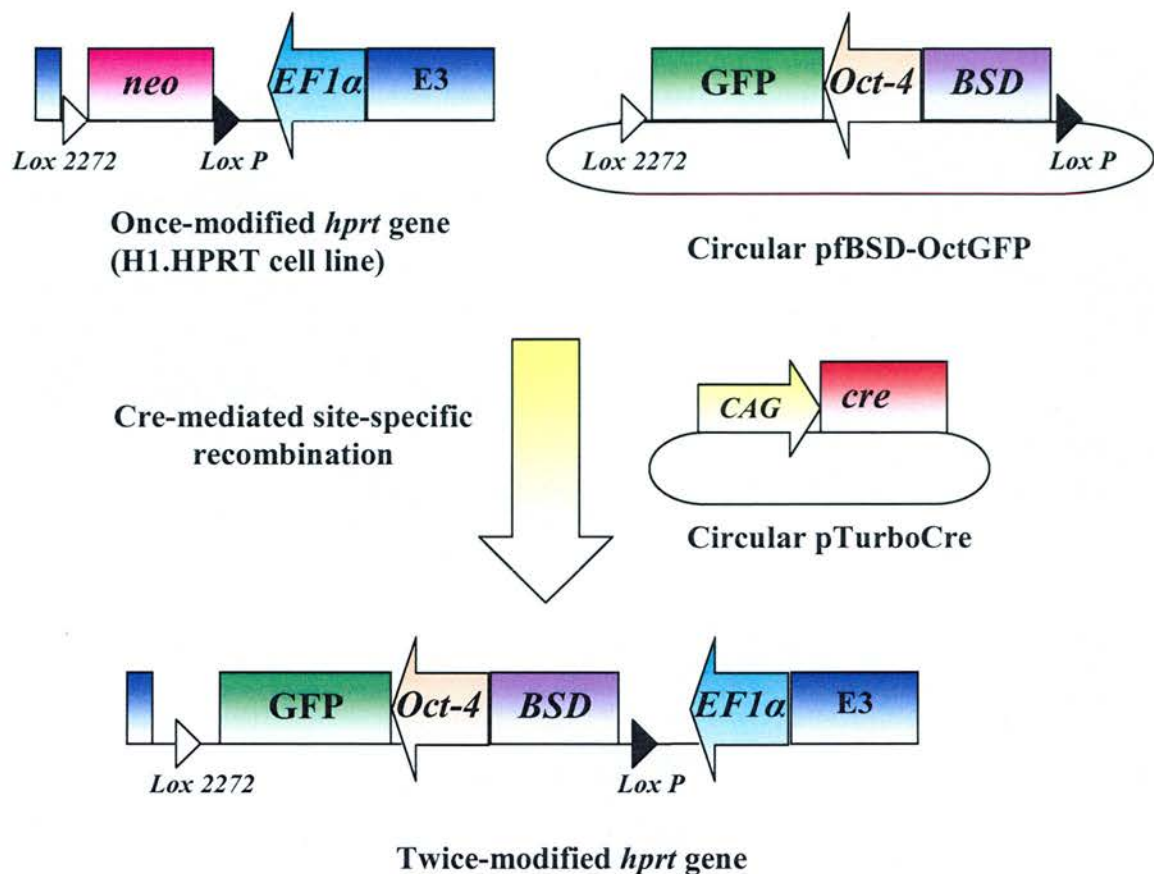 neo
EF1α
E3
Lox 2272
Lox P
Once-modified hprt gene
(H1.HPRT cell line)
GFP
Oct-4
BSD
Lox 2272
Lox P
Circular pfBSD-OctGFP
Cre-mediated site-specific
recombination
CAG
cre
Circular pTurboCre
GFP
Oct-4
BSD
EF1α
E3
Lox 2272
Lox P
Twice-modified hprt gene